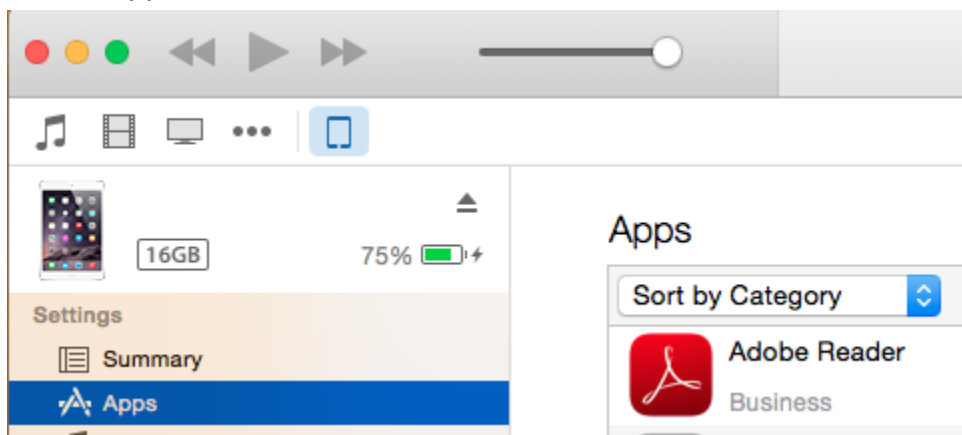 16GB
75%
Settings
Summary
Apps
Apps
Sort by Category
Adobe Reader
Business